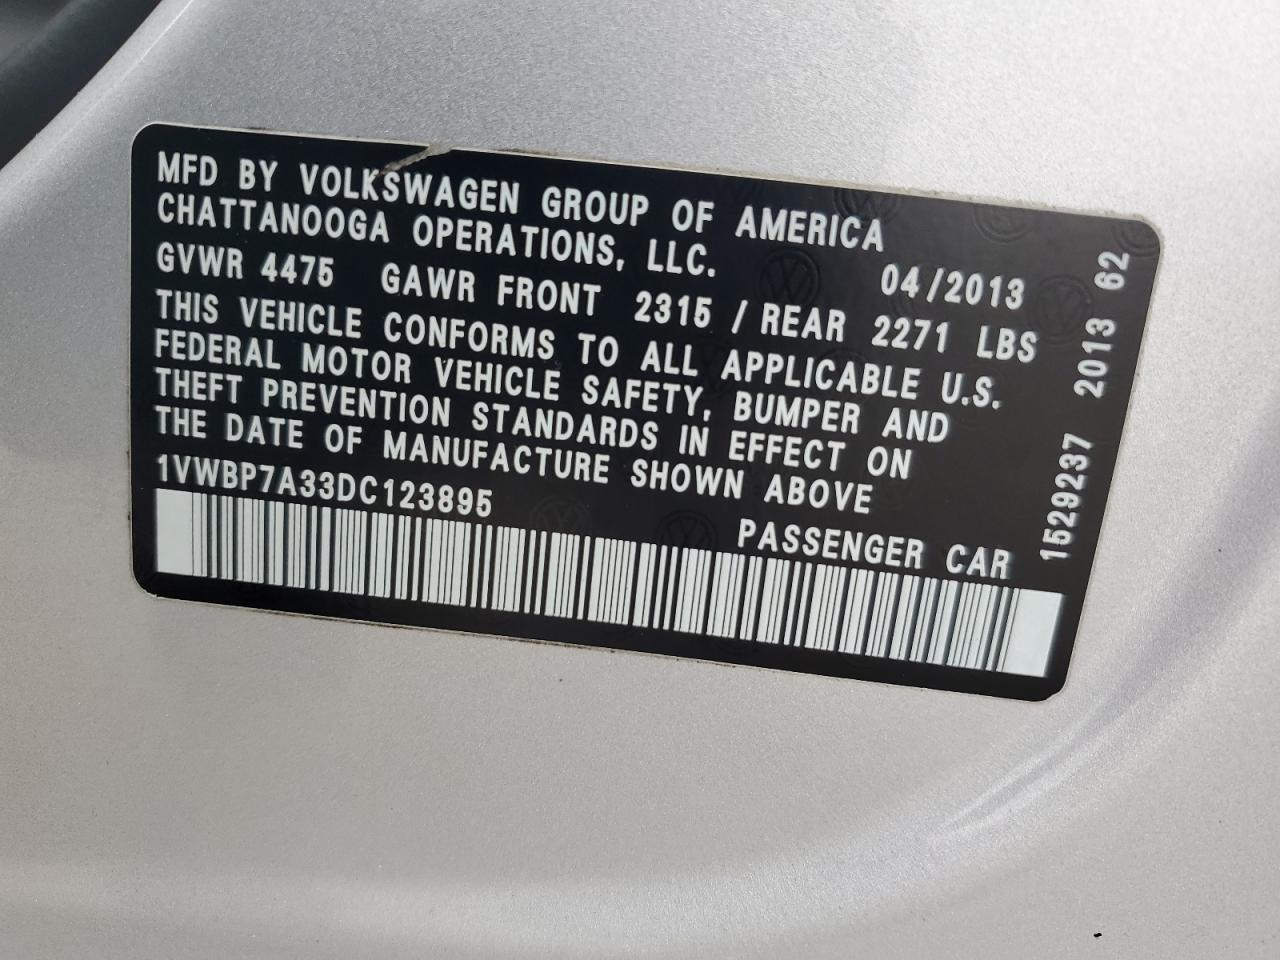 MFD BY VOLKSWAGEN GROUP OF AMERICA
CHATTANOOGA OPERATIONS, LLC.
04/2013
GVWR 4475 GAWR FRONT 2315 / REAR 2271 LBS
THIS VEHICLE CONFORMS TO ALL APPLICABLE U.S.
FEDERAL MOTOR VEHICLE SAFETY, BUMPER AND
THEFT PREVENTION STANDARDS IN EFFECT ON
THE DATE OF MANUFACTURE SHOWN ABOVE
1VWBP7A33DC123895
PASSENGER CAR
1529237 2013 62